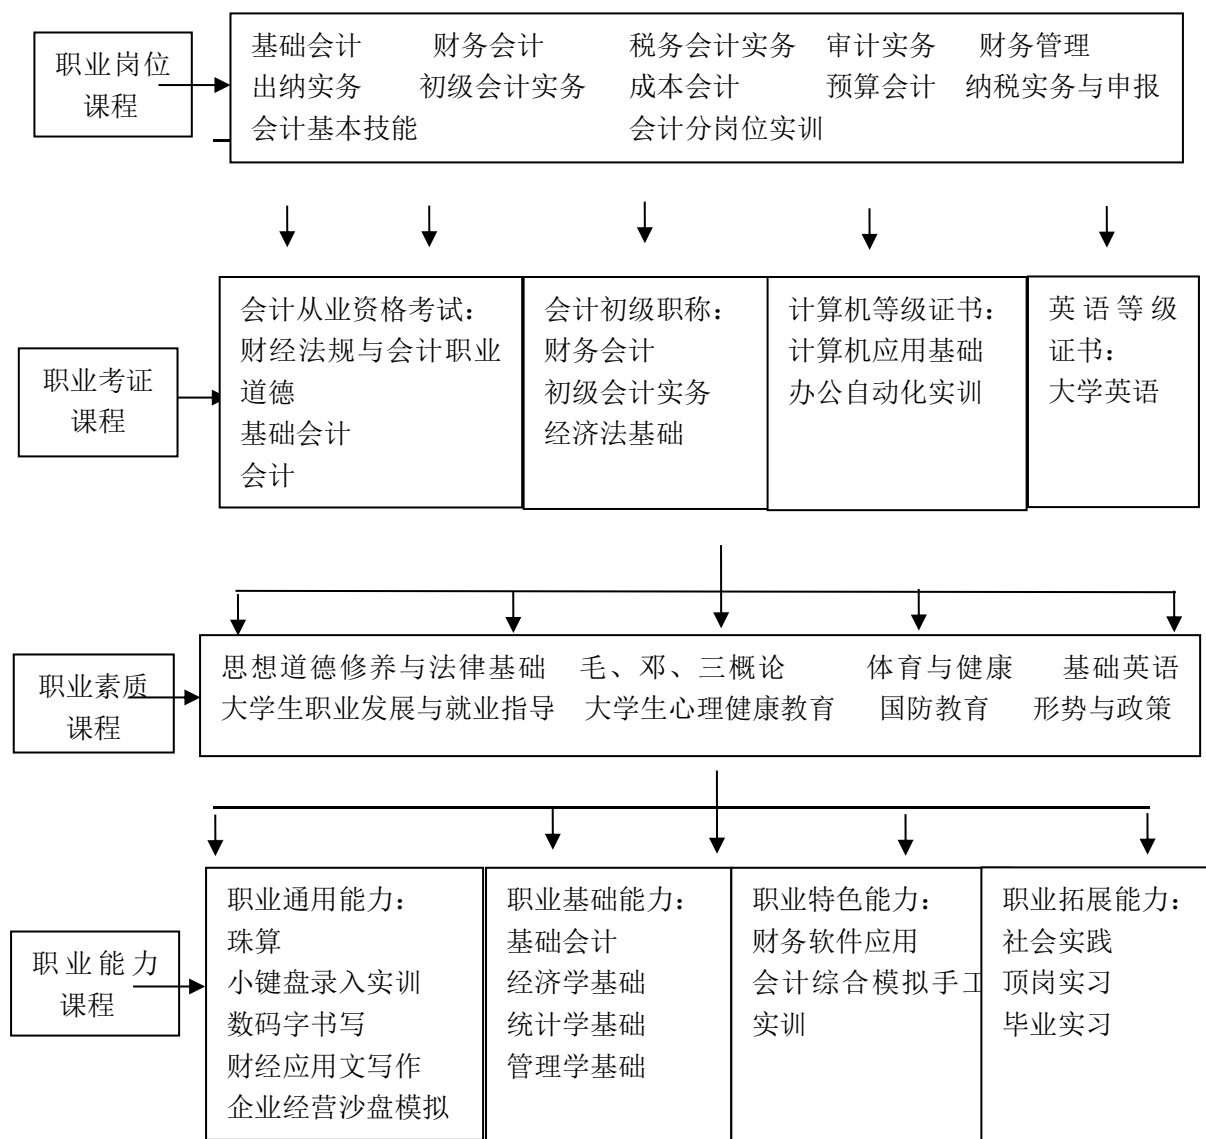 职业岗位
课程
基础会计 财务会计 税务会计实务 审计实务 财务管理
出纳实务 初级会计实务 成本会计 预算会计 纳税实务与申报
会计基本技能 会计分岗位实训
职业考证
课程
会计从业资格考试：
财经法规与会计职业
道德
基础会计
会计
会计初级职称：
财务会计
初级会计实务
经济法基础
计算机等级证书：
计算机应用基础
办公自动化实训
英语等级
证书：
大学英语
职业素质
课程
思想道德修养与法律基础 毛、邓、三概论 体育与健康 基础英语
大学生职业发展与就业指导 大学生心理健康教育 国防教育 形势与政策
职业能力
课程
职业通用能力：
珠算
小键盘录入实训
数码字书写
财经应用文写作
企业经营沙盘模拟
职业基础能力：
基础会计
经济学基础
统计学基础
管理学基础
职业特色能力：
财务软件应用
会计综合模拟手工
实训
职业拓展能力：
社会实践
顶岗实习
毕业实习